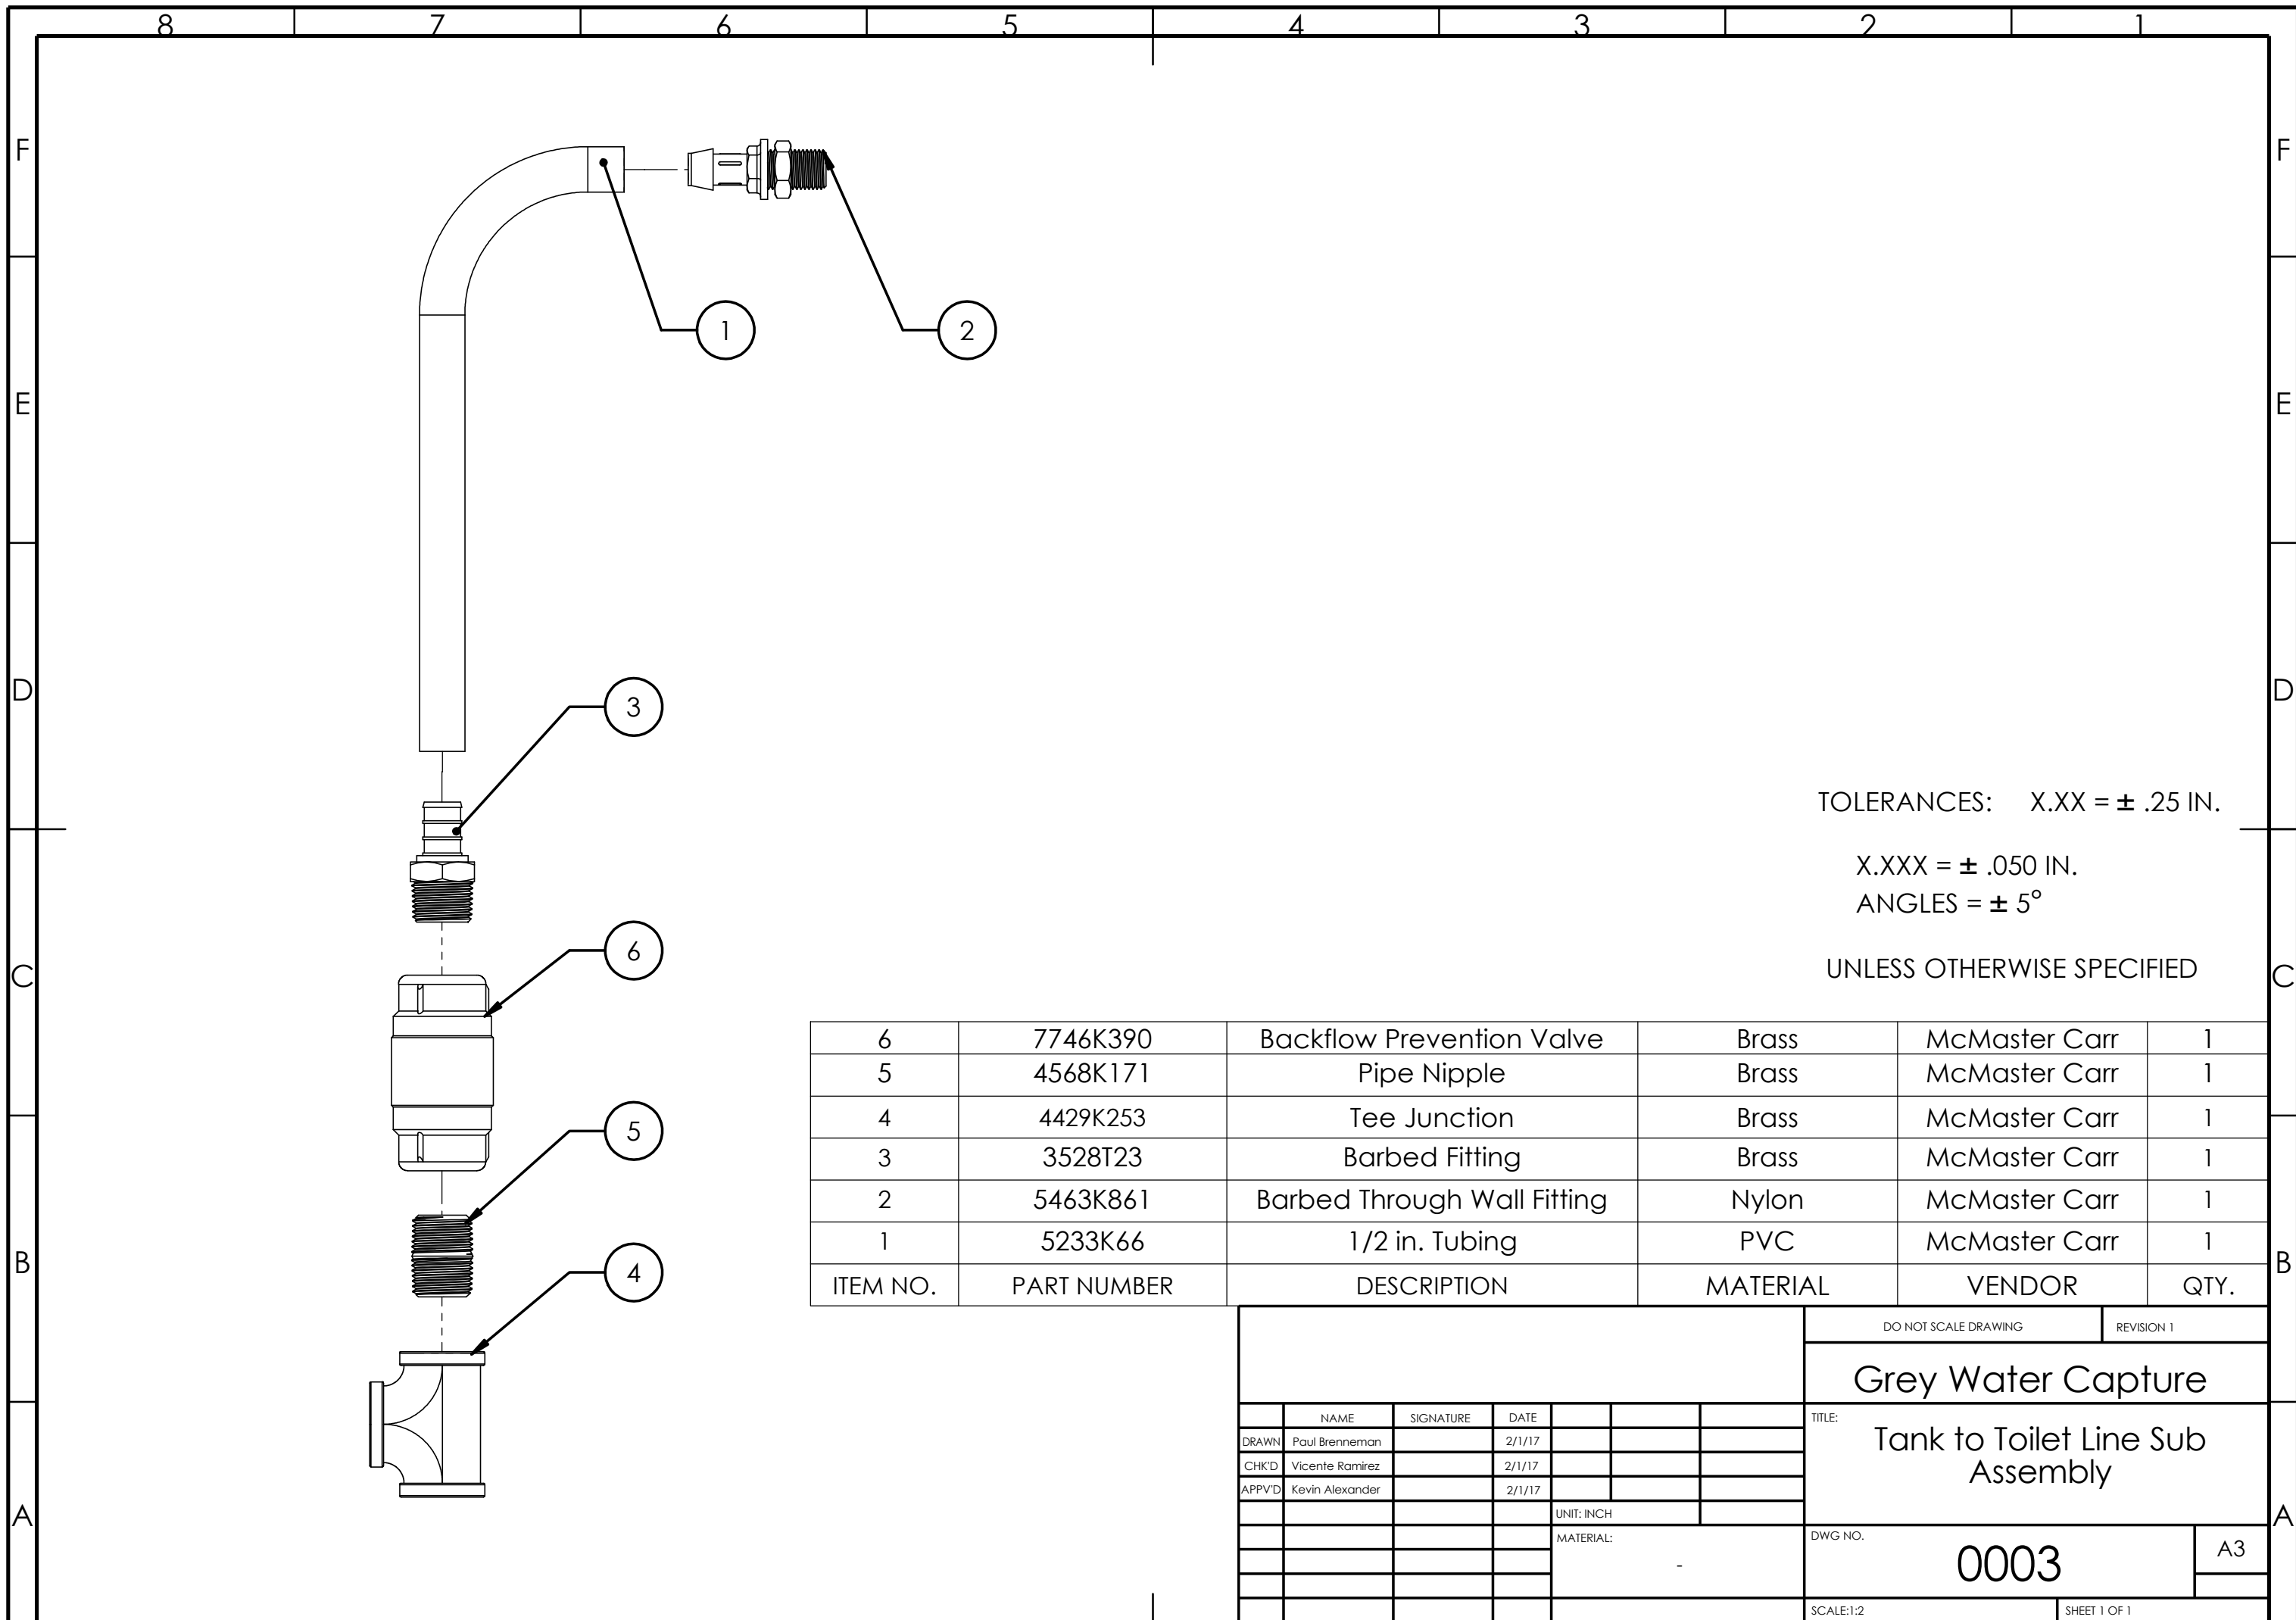 8 7 6 5 4 3 2 1
F F
E E
D D
C C
B B
A A
1
2
3
6
5
4
TOLERANCES: X.XX = ± .25 IN.
X.XXX = ± .050 IN.
ANGLES = ± 5°
UNLESS OTHERWISE SPECIFIED
6 7746K390 Backflow Prevention Valve Brass McMaster Carr 1
5 4568K171 Pipe Nipple Brass McMaster Carr 1
4 4429K253 Tee Junction Brass McMaster Carr 1
3 3528T23 Barbed Fitting Brass McMaster Carr 1
2 5463K861 Barbed Through Wall Fitting Nylon McMaster Carr 1
1 5233K66 1/2 in. Tubing PVC McMaster Carr 1
ITEM NO. PART NUMBER DESCRIPTION MATERIAL VENDOR QTY.
DO NOT SCALE DRAWING REVISION 1
Grey Water Capture
NAME SIGNATURE DATE
DRAWN Paul Brenneman 2/1/17
CHK'D Vicente Ramirez 2/1/17
APPV'D Kevin Alexander 2/1/17
UNIT: INCH
MATERIAL:
-
TITLE:
Tank to Toilet Line Sub
Assembly
DWG NO.
0003
A3
SCALE:1:2 SHEET 1 OF 1